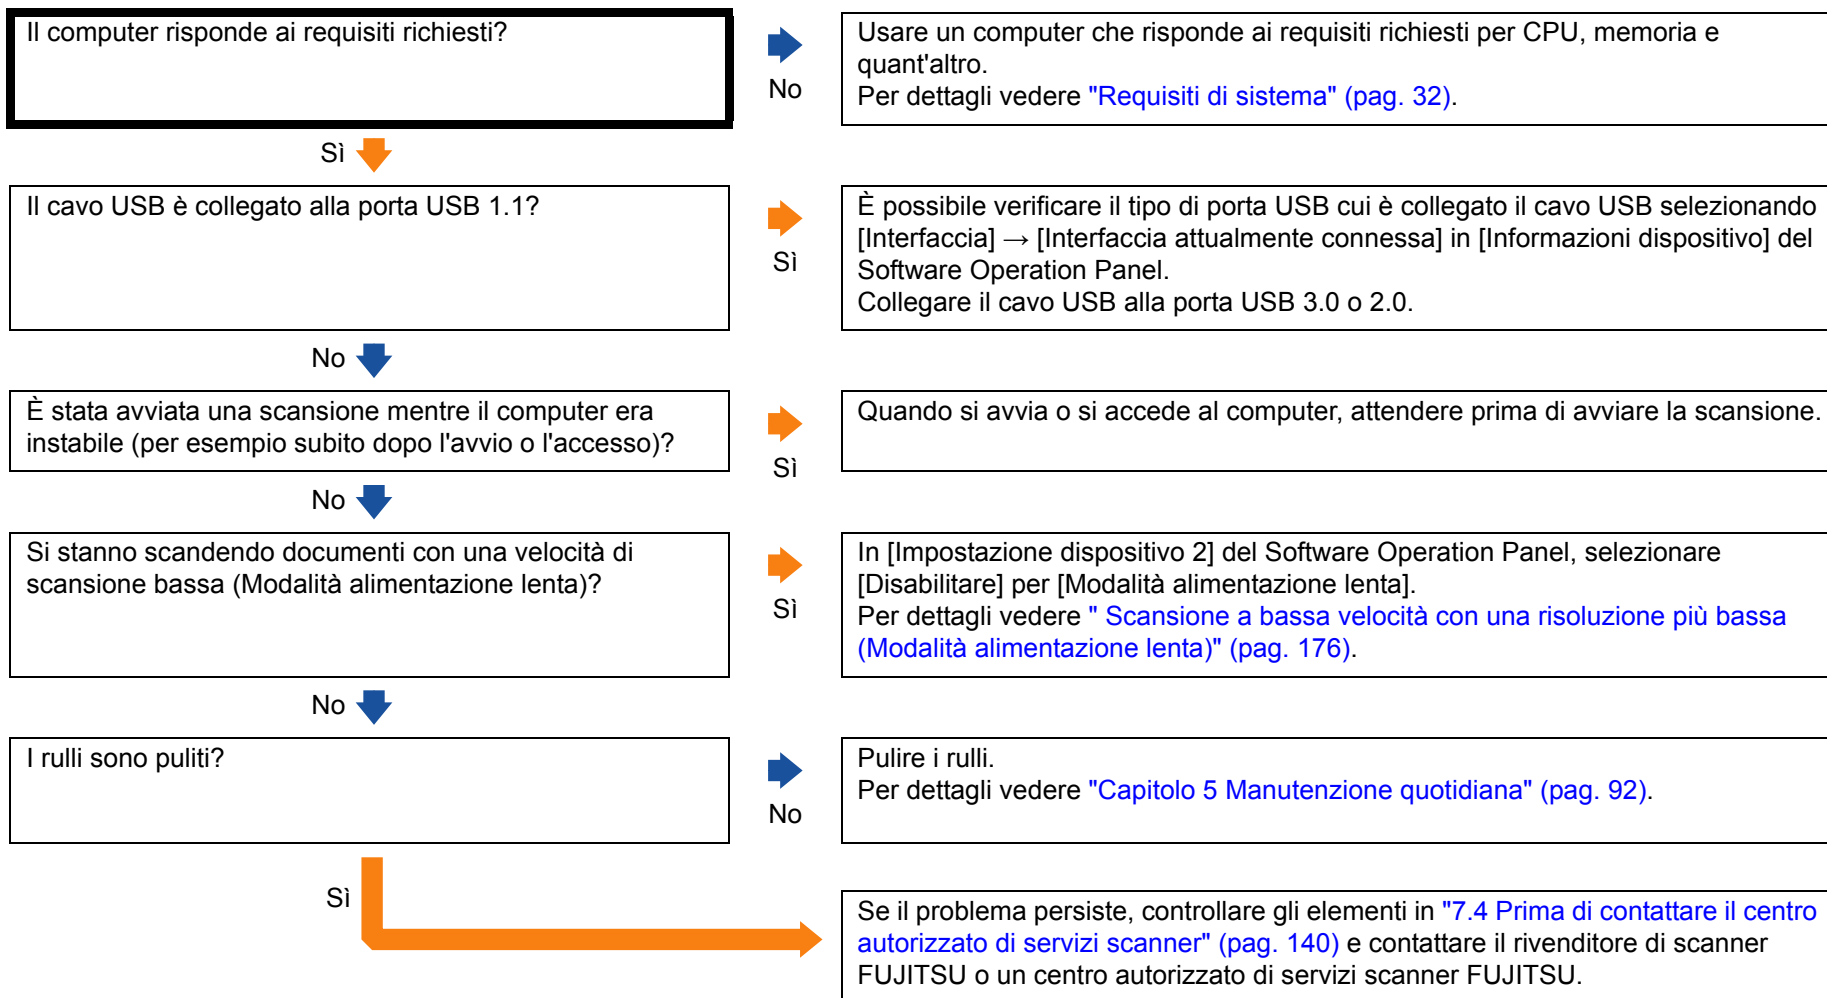 Il computer risponde ai requisiti richiesti?
No
Usare un computer che risponde ai requisiti richiesti per CPU, memoria e
quant'altro.
Per dettagli vedere "Requisiti di sistema" (pag. 32).
Sì
Il cavo USB è collegato alla porta USB 1.1?
Sì
È possibile verificare il tipo di porta USB cui è collegato il cavo USB selezionando
[Interfaccia] → [Interfaccia attualmente connessa] in [Informazioni dispositivo] del
Software Operation Panel.
Collegare il cavo USB alla porta USB 3.0 o 2.0.
No
È stata avviata una scansione mentre il computer era
instabile (per esempio subito dopo l'avvio o l'accesso)?
Sì
Quando si avvia o si accede al computer, attendere prima di avviare la scansione.
No
Si stanno scandendo documenti con una velocità di
scansione bassa (Modalità alimentazione lenta)?
Sì
In [Impostazione dispositivo 2] del Software Operation Panel, selezionare
[Disabilitare] per [Modalità alimentazione lenta].
Per dettagli vedere " Scansione a bassa velocità con una risoluzione più bassa
(Modalità alimentazione lenta)" (pag. 176).
No
I rulli sono puliti?
No
Pulire i rulli.
Per dettagli vedere "Capitolo 5 Manutenzione quotidiana" (pag. 92).
Sì
Se il problema persiste, controllare gli elementi in "7.4 Prima di contattare il centro
autorizzato di servizi scanner" (pag. 140) e contattare il rivenditore di scanner
FUJITSU o un centro autorizzato di servizi scanner FUJITSU.